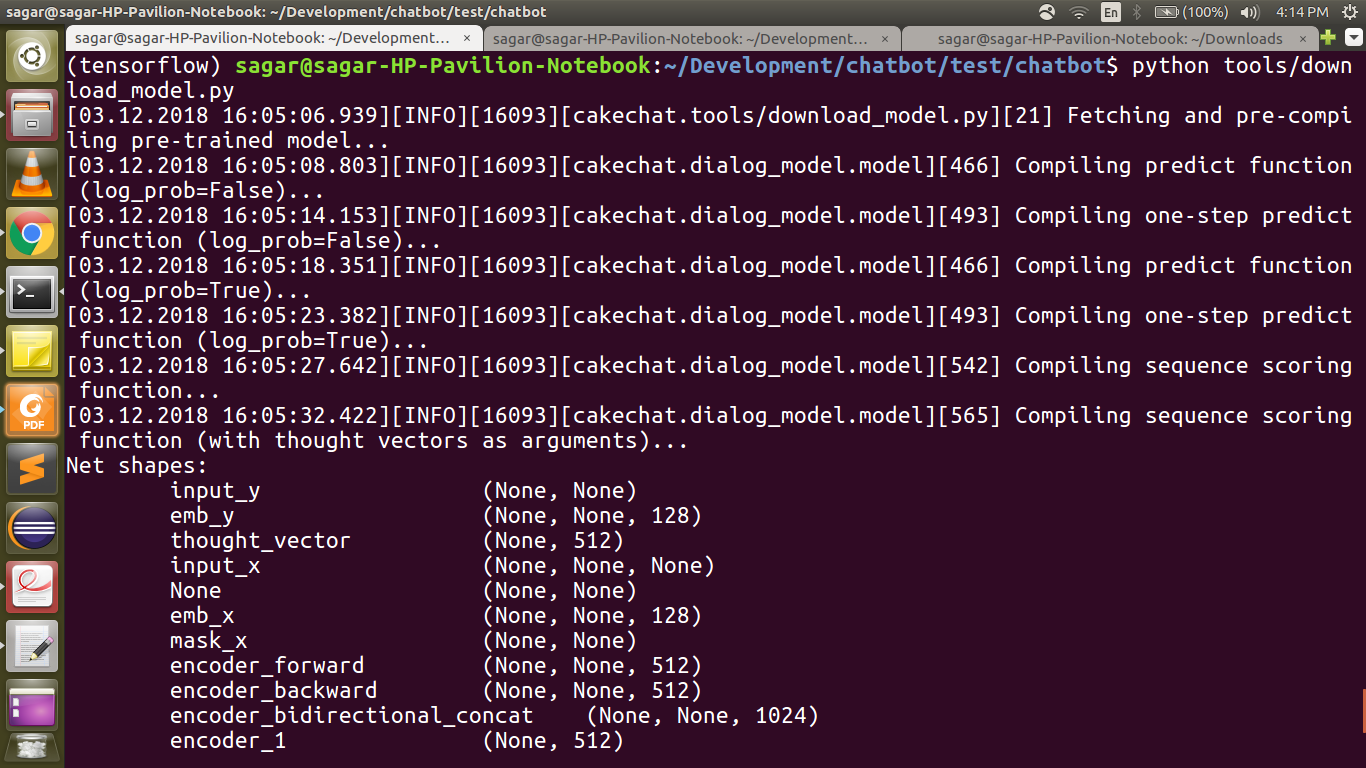 sagar@sagar-HP-Pavilion-Notebook: ~/Development/chatbot/test/chatbot
En
(100%)
4:14 PM
sagar@sagar-HP-Pavilion-Notebook: ~/Development... ×
sagar@sagar-HP-Pavilion-Notebook: ~/Development... ×
sagar@sagar-HP-Pavilion-Notebook: ~/Downloads ×
(tensorflow) sagar@sagar-HP-Pavilion-Notebook:~/Development/chatbot/test/chatbot$ python tools/down
load_model.py
[03.12.2018 16:05:06.939][INFO][16093][cakechat.tools/download_model.py][21] Fetching and pre-compi
ling pre-trained model...
[03.12.2018 16:05:08.803][INFO][16093][cakechat.dialog_model.model][466] Compiling predict function
(log_prob=False)...
[03.12.2018 16:05:14.153][INFO][16093][cakechat.dialog_model.model][493] Compiling one-step predict
function (log_prob=False)...
[03.12.2018 16:05:18.351][INFO][16093][cakechat.dialog_model.model][466] Compiling predict function
(log_prob=True)...
[03.12.2018 16:05:23.382][INFO][16093][cakechat.dialog_model.model][493] Compiling one-step predict
function (log_prob=True)...
[03.12.2018 16:05:27.642][INFO][16093][cakechat.dialog_model.model][542] Compiling sequence scoring
function...
[03.12.2018 16:05:32.422][INFO][16093][cakechat.dialog_model.model][565] Compiling sequence scoring
function (with thought vectors as arguments)...
Net shapes:
input_y (None, None)
emb_y (None, None, 128)
thought_vector (None, 512)
input_x (None, None, None)
None (None, None)
emb_x (None, None, 128)
mask_x (None, None)
encoder_forward (None, None, 512)
encoder_backward (None, None, 512)
encoder_bidirectional_concat (None, None, 1024)
encoder_1 (None, 512)
PDF